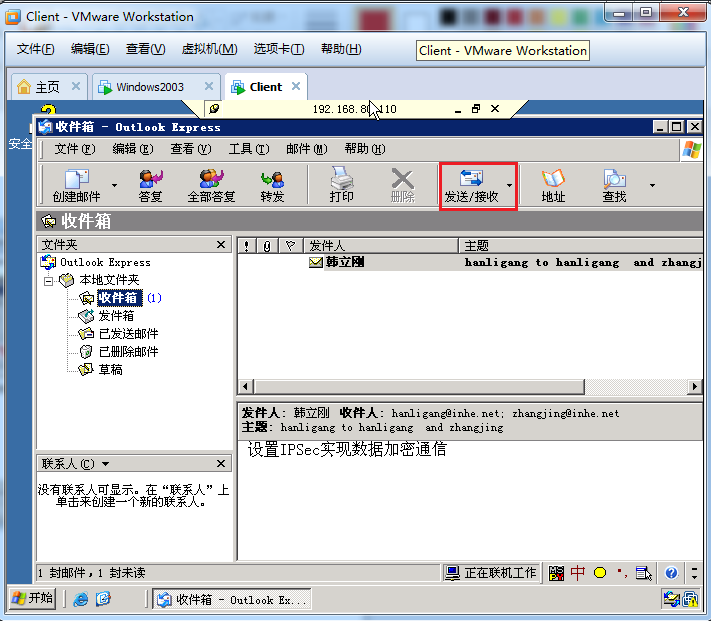 Client - VMware Workstation
文件(F) 编辑(E) 查看(V) 虚拟机(M) 选项卡(T) 帮助(H)
Client - VMware Workstation
主页 Windows2003 Client
192.168.80.110
安全
收件箱 - Outlook Express
文件(F) 编辑(E) 查看(V) 工具(T) 邮件(M) 帮助(H)
创建邮件 答复 全部答复 转发 打印 删除 发送/接收 地址 查找
收件箱
文件夹
! 发件人 主题
Outlook Express
韩立刚 hanligang to hanligang and zhangj
本地文件夹
收件箱 (1)
发件箱
已发送邮件
已删除邮件
草稿
发件人: 韩立刚 收件人: hanligang@inhe.net; zhangjing@inhe.net
主题: hanligang to hanligang and zhangjing
设置IPSec实现数据加密通信
联系人(C)
没有联系人可显示。在“联系人”上
单击来创建一个新的联系人。
1 封邮件，1 封未读 正在联机工作 中
开始 收件箱 - Outlook Ex...